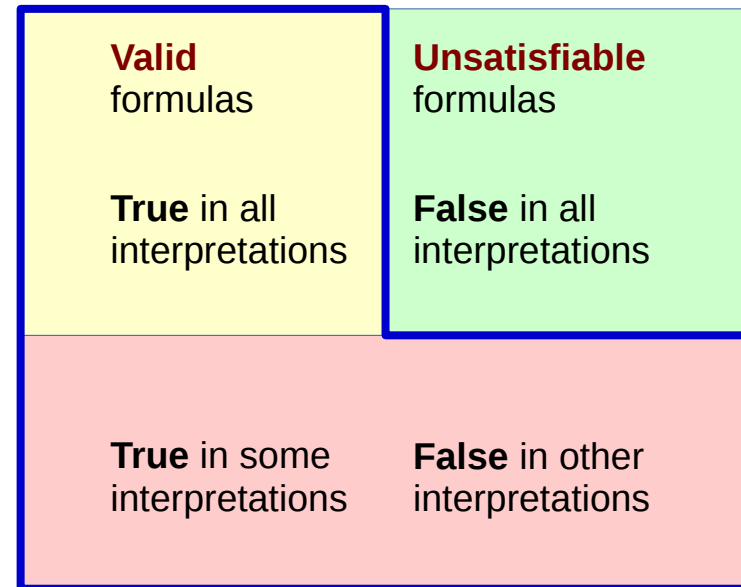 Valid
formulas
True in all
interpretations
Unsatisfiable
formulas
False in all
interpretations
True in some
interpretations
False in other
interpretations